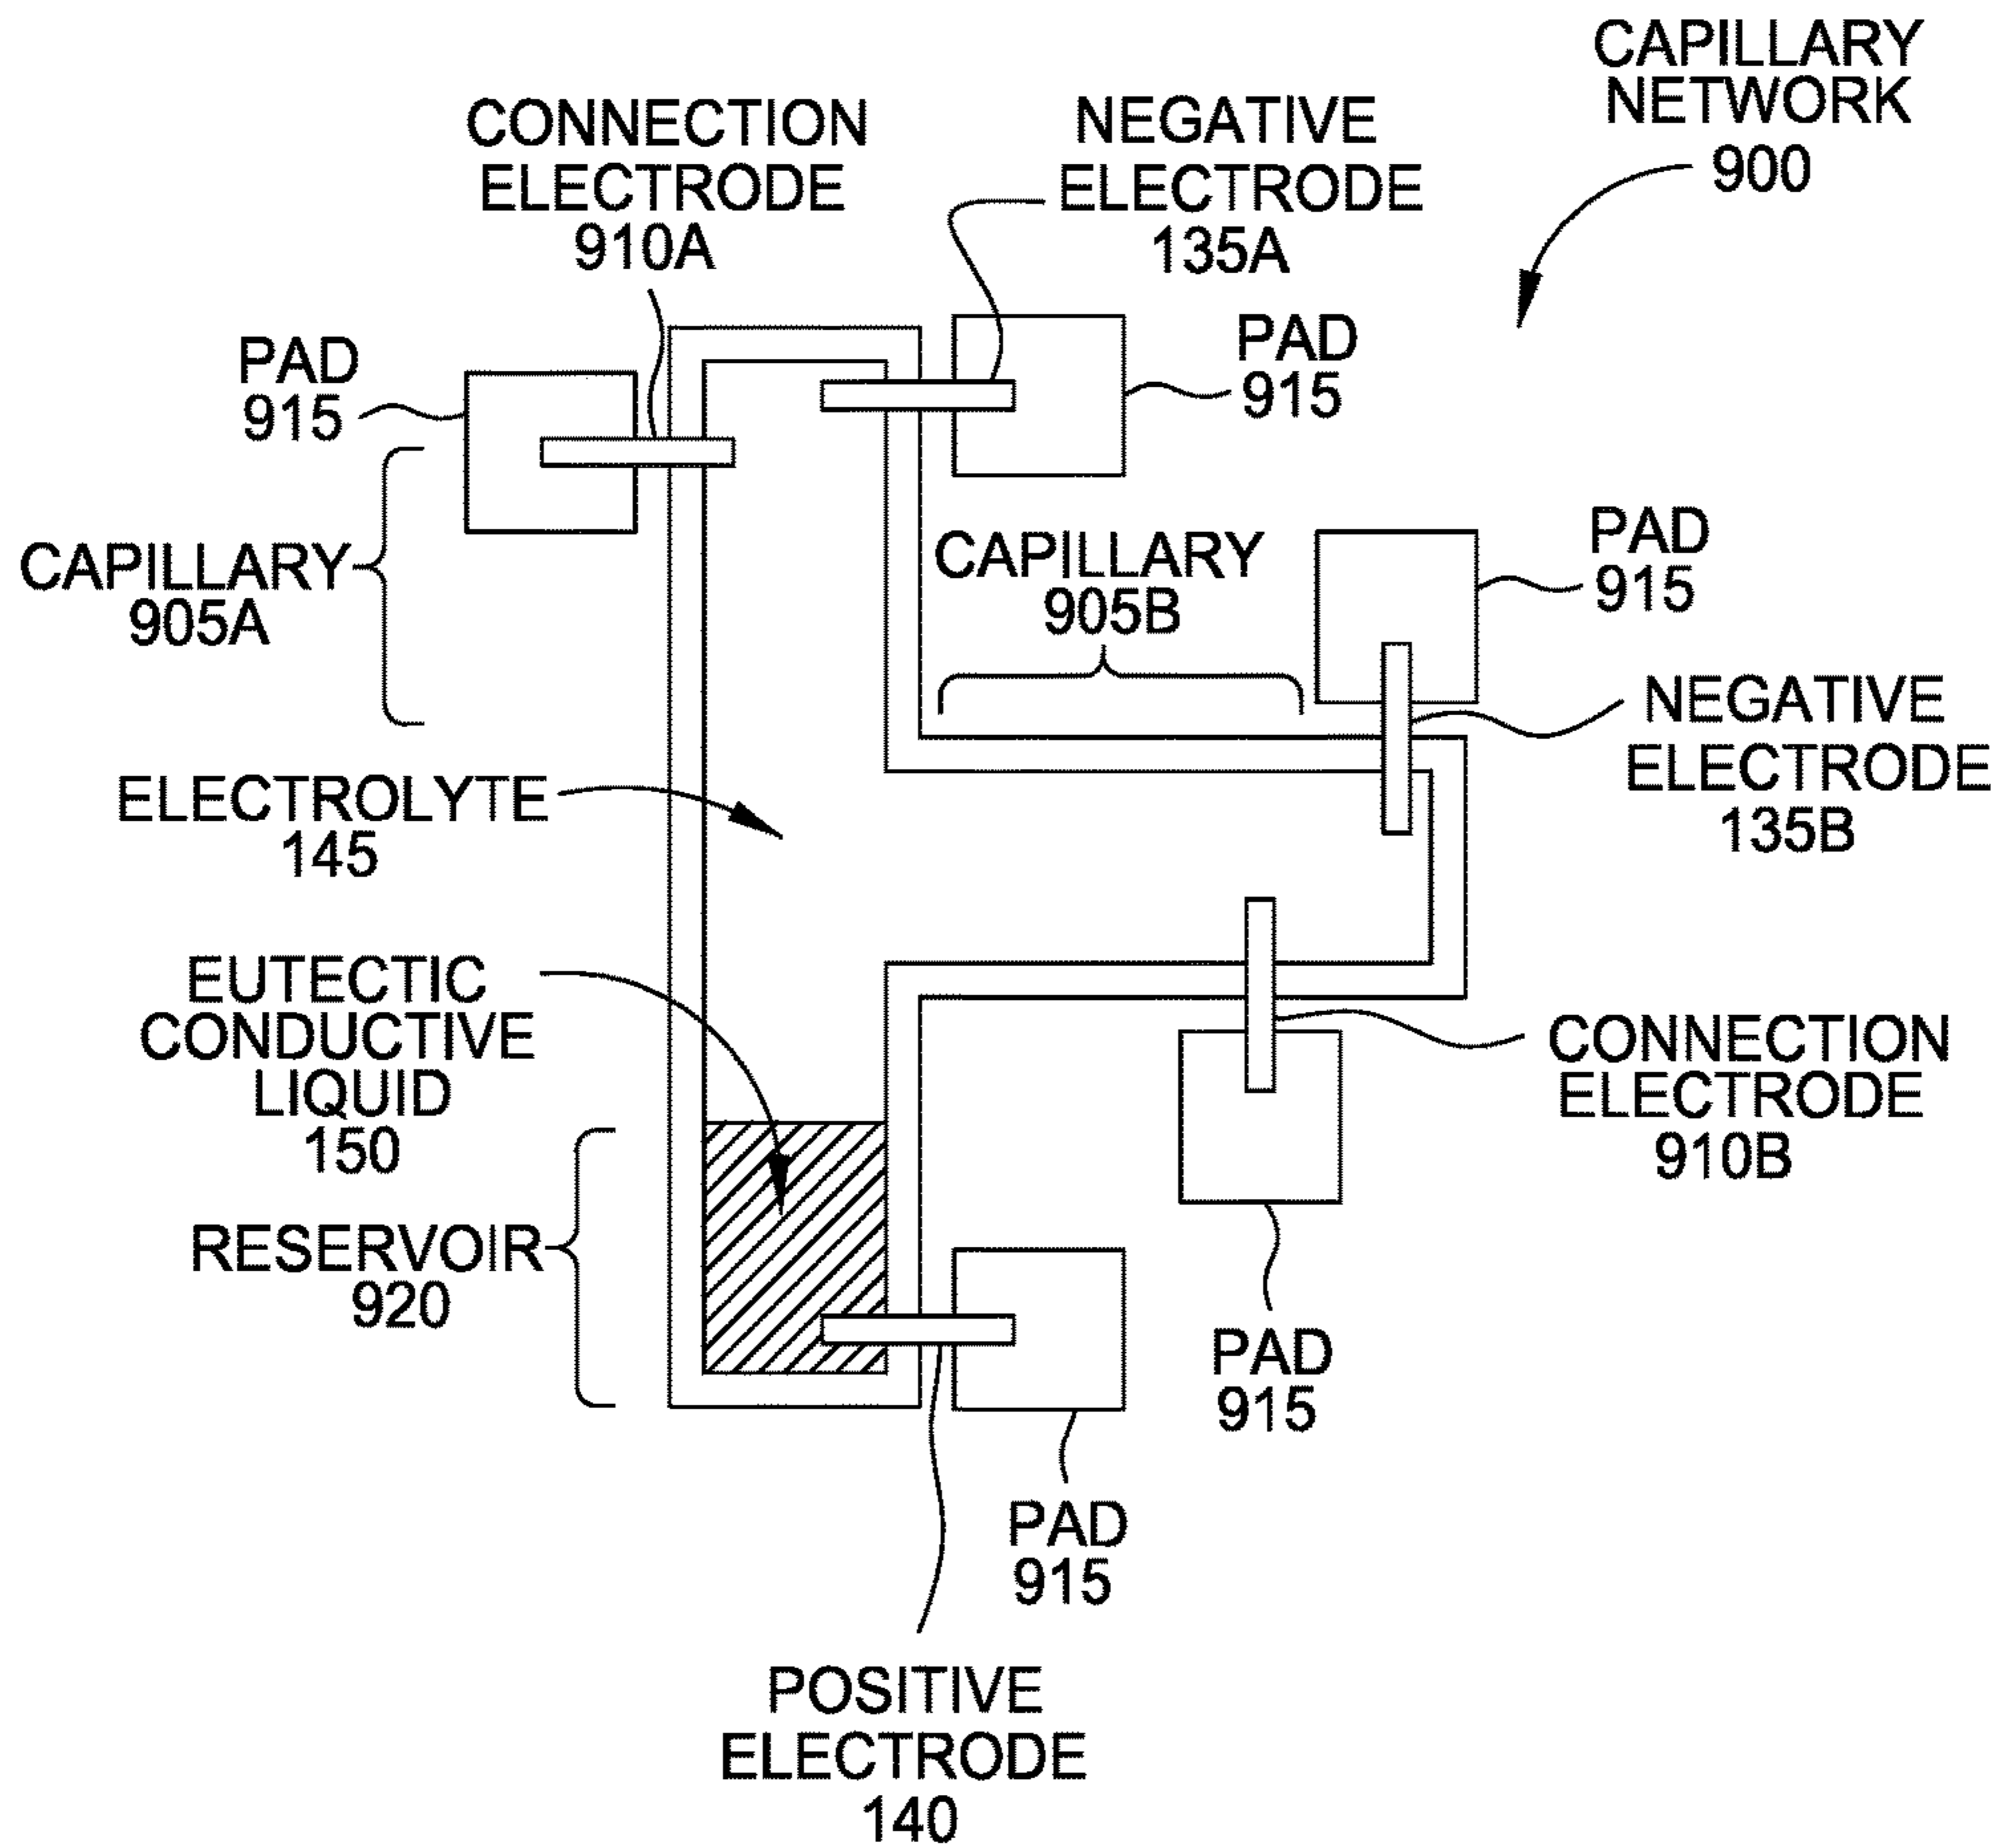 CAPILLARY
NETWORK
900
CONNECTION
ELECTRODE
910A
NEGATIVE
ELECTRODE
135A
PAD
915
PAD
915
CAPILLARY
905A
CAPILLARY
905B
PAD
915
NEGATIVE
ELECTRODE
135B
ELECTROLYTE
145
EUTECTIC
CONDUCTIVE
LIQUID
150
CONNECTION
ELECTRODE
910B
RESERVOIR
920
PAD
915
PAD
915
POSITIVE
ELECTRODE
140